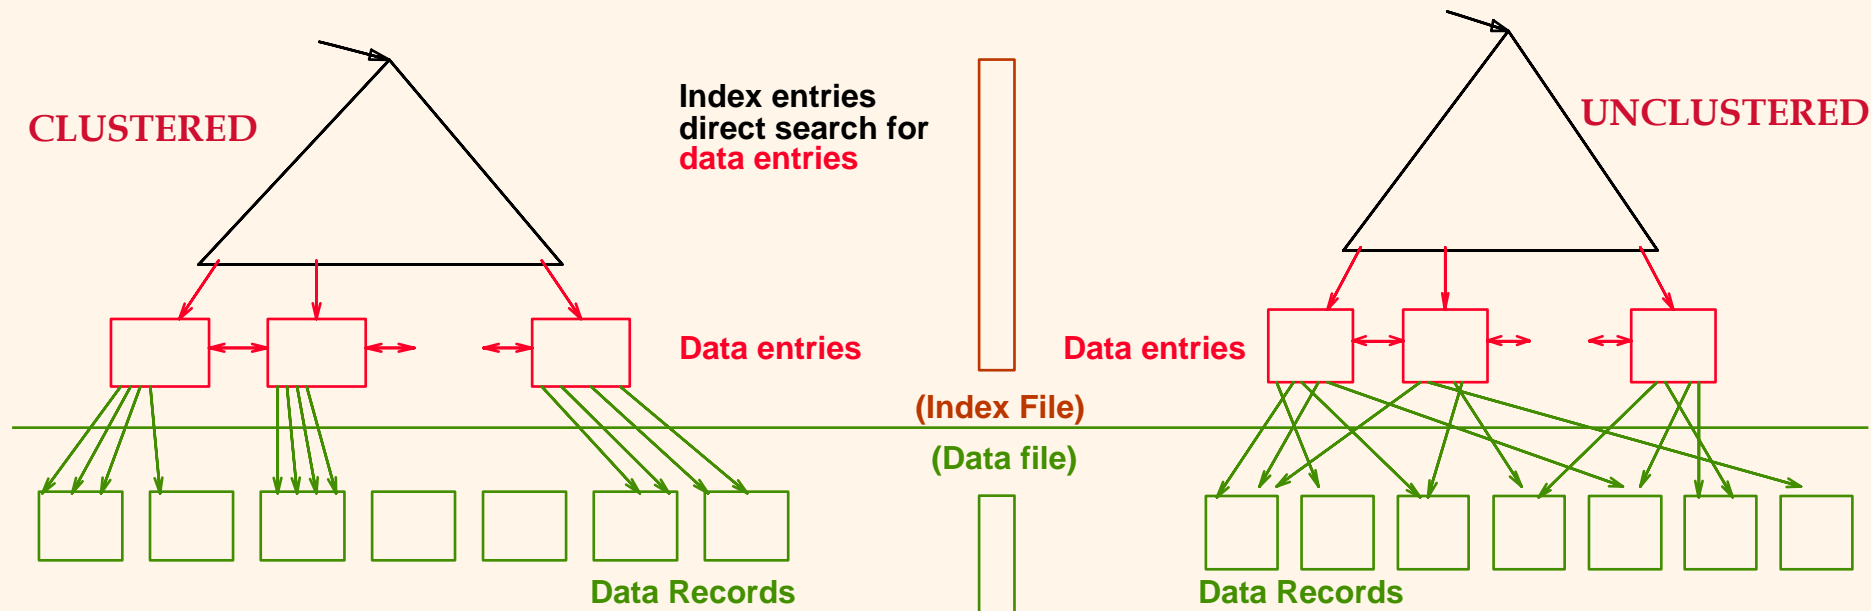 CLUSTERED
Index entries
direct search for
data entries
UNCLUSTERED
Data entries
Data entries
(Index File)
(Data file)
Data Records
Data Records